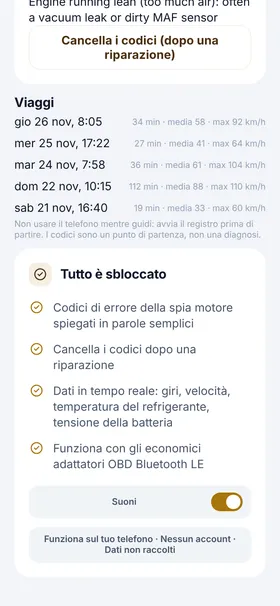 Engine running lean (too much air): often
a vacuum leak or dirty MAF sensor
Cancella i codici (dopo una
riparazione)
Viaggi
gio 26 nov, 8:05 34 min · media 58 · max 92 km/h
mer 25 nov, 17:22 27 min · media 41 · max 64 km/h
mar 24 nov, 7:58 36 min · media 61 · max 104 km/h
dom 22 nov, 10:15 112 min · media 88 · max 110 km/h
sab 21 nov, 16:40 19 min · media 33 · max 60 km/h
Non usare il telefono mentre guidi: avvia il registro prima di
partire. I codici sono un punto di partenza, non una diagnosi.
Tutto è sbloccato
Codici di errore della spia motore
spiegati in parole semplici
Cancella i codici dopo una
riparazione
Dati in tempo reale: giri, velocità,
temperatura del refrigerante,
tensione della batteria
Funziona con gli economici
adattatori OBD Bluetooth LE
Suoni
Funziona sul tuo telefono · Nessun account ·
Dati non raccolti